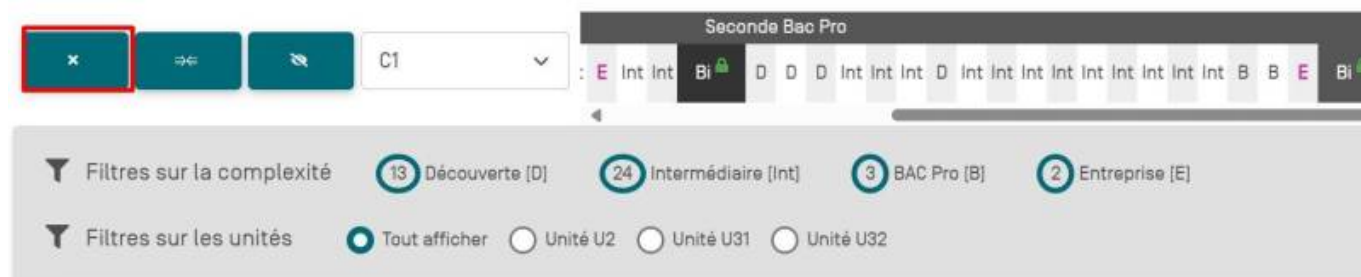 Seconde Bac Pro
C1
: E Int Int Bi D D D Int Int Int D Int Int Int Int Int Int Int Int Int B B E Bi
Filtres sur la complexité 13 Découverte [D] 24 Intermédiaire [Int] 3 BAC Pro [B] 2 Entreprise [E]
Filtres sur les unités Tout afficher Unité U2 Unité U31 Unité U32